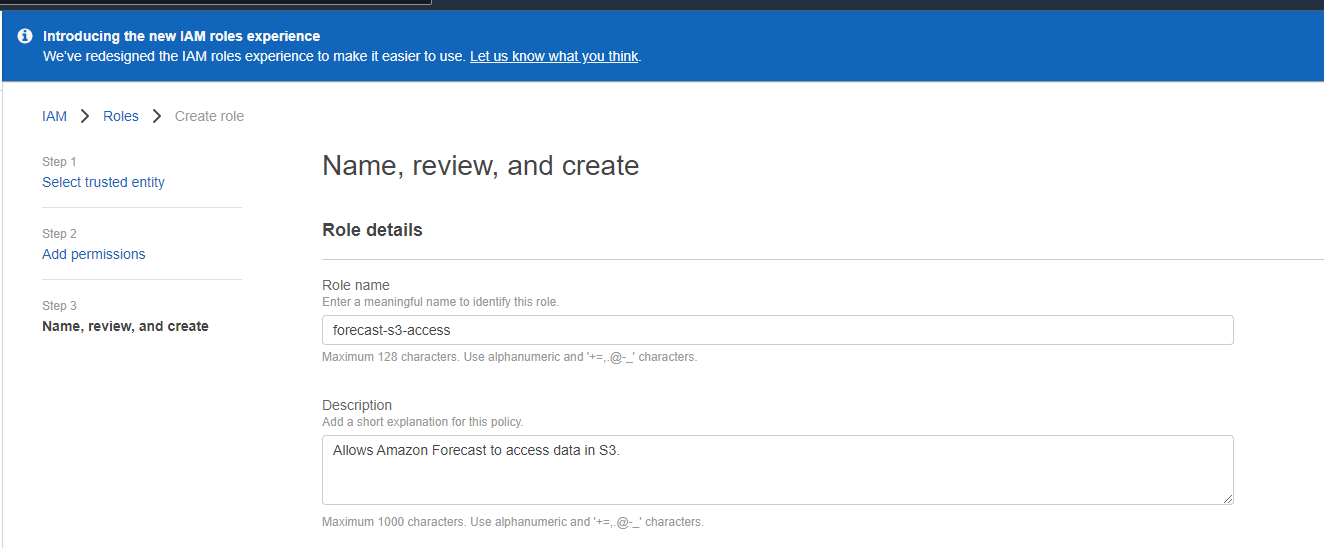 Introducing the new IAM roles experience
We've redesigned the IAM roles experience to make it easier to use. Let us know what you think.
IAM > Roles > Create role
Step 1
Select trusted entity
Step 2
Add permissions
Step 3
Name, review, and create
Name, review, and create
Role details
Role name
Enter a meaningful name to identify this role.
forecast-s3-access
Maximum 128 characters. Use alphanumeric and '+=,.@-_' characters.
Description
Add a short explanation for this policy.
Allows Amazon Forecast to access data in S3.
Maximum 1000 characters. Use alphanumeric and '+=,.@-_' characters.